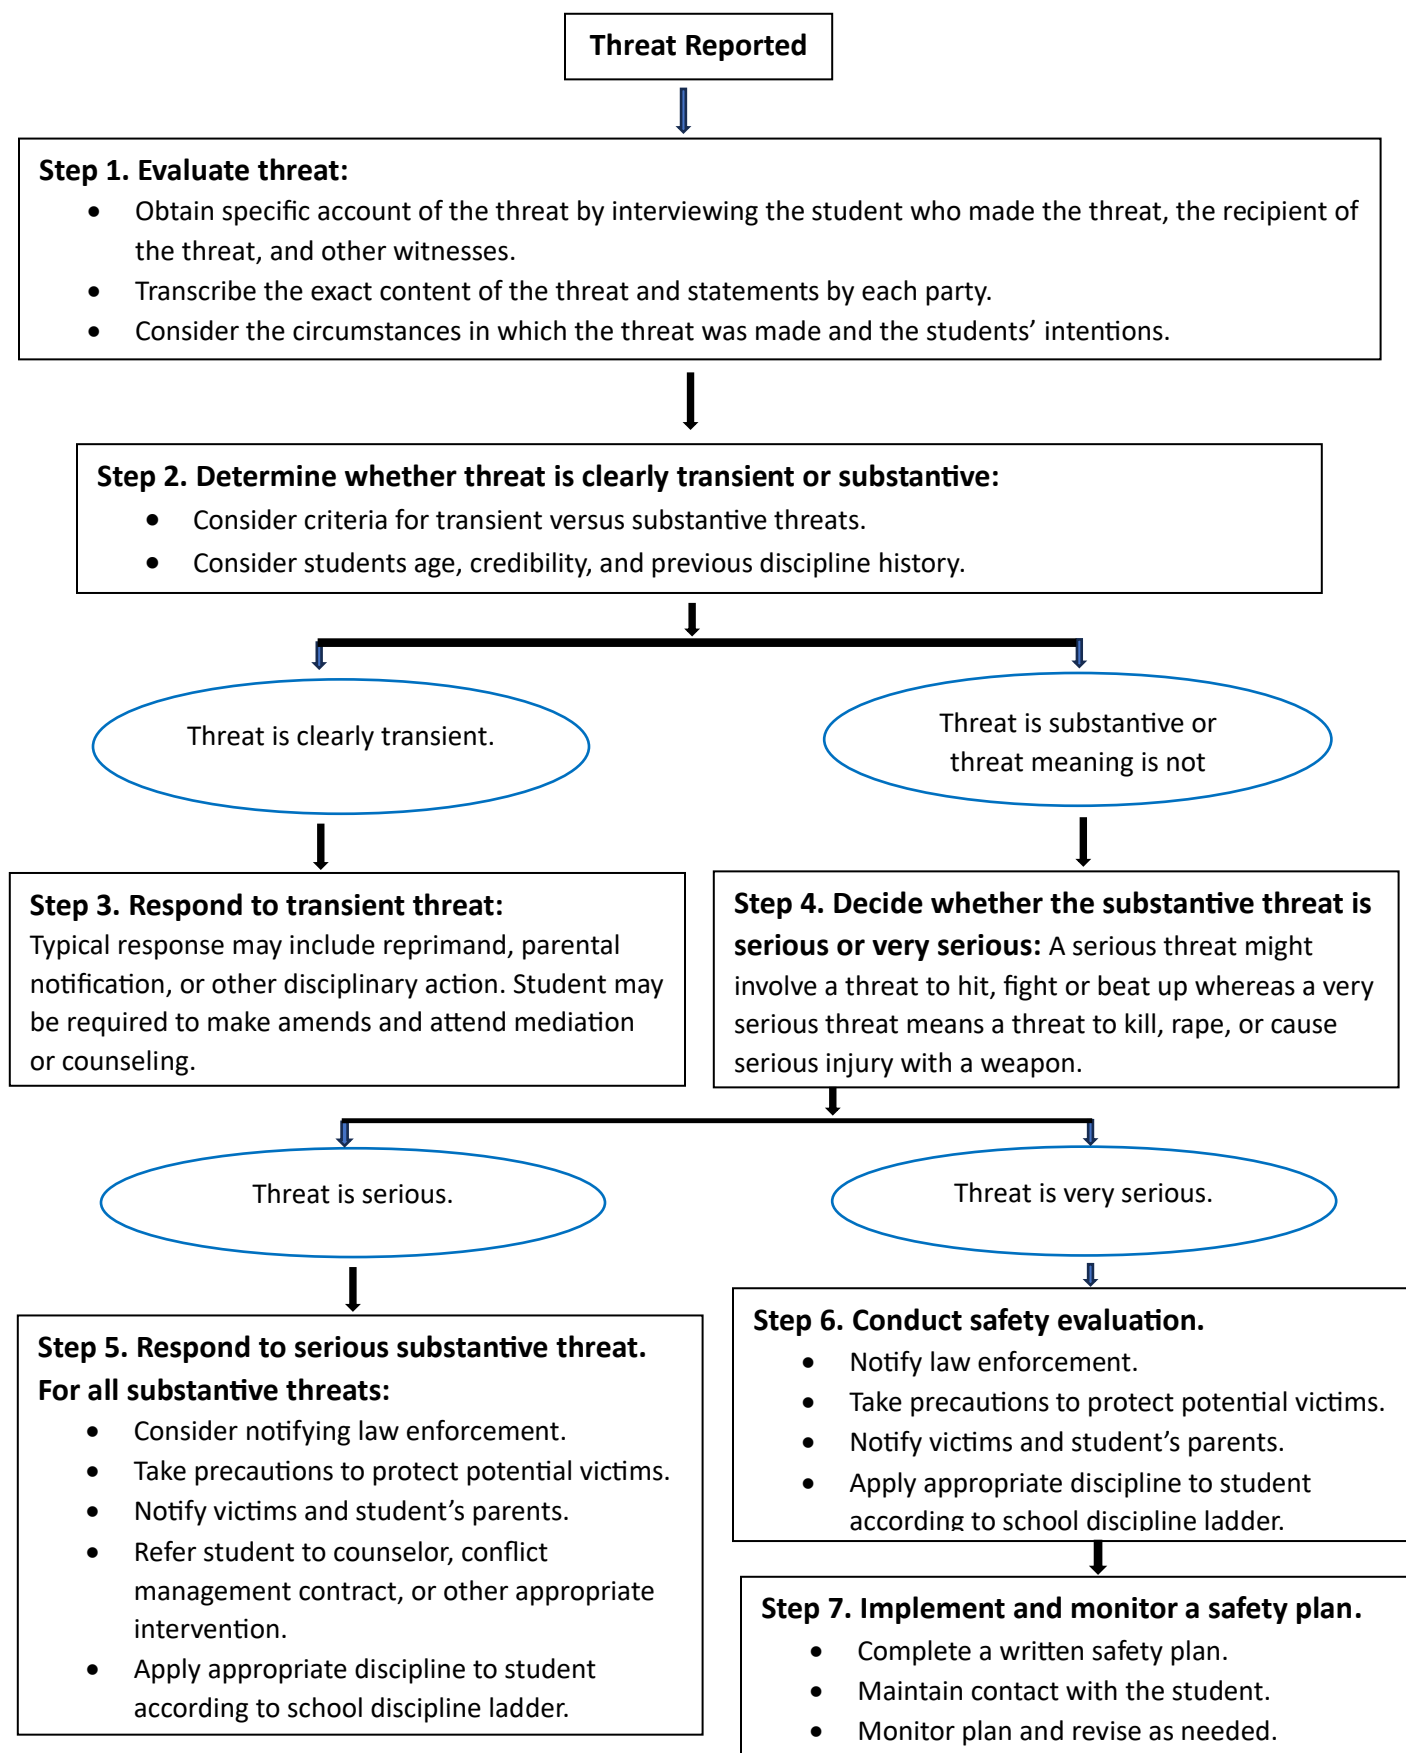 Threat Reported
Step 1. Evaluate threat:
• Obtain specific account of the threat by interviewing the student who made the threat, the recipient of
the threat, and other witnesses.
• Transcribe the exact content of the threat and statements by each party.
• Consider the circumstances in which the threat was made and the students’ intentions.
Step 2. Determine whether threat is clearly transient or substantive:
• Consider criteria for transient versus substantive threats.
• Consider students age, credibility, and previous discipline history.
Threat is clearly transient.
Threat is substantive or
threat meaning is not
Step 3. Respond to transient threat:
Typical response may include reprimand, parental
notification, or other disciplinary action. Student may
be required to make amends and attend mediation
or counseling.
Step 4. Decide whether the substantive threat is
serious or very serious: A serious threat might
involve a threat to hit, fight or beat up whereas a very
serious threat means a threat to kill, rape, or cause
serious injury with a weapon.
Threat is serious.
Threat is very serious.
Step 5. Respond to serious substantive threat.
For all substantive threats:
• Consider notifying law enforcement.
• Take precautions to protect potential victims.
• Notify victims and student’s parents.
• Refer student to counselor, conflict
management contract, or other appropriate
intervention.
• Apply appropriate discipline to student
according to school discipline ladder.
Step 6. Conduct safety evaluation.
• Notify law enforcement.
• Take precautions to protect potential victims.
• Notify victims and student’s parents.
• Apply appropriate discipline to student
according to school discipline ladder.
Step 7. Implement and monitor a safety plan.
• Complete a written safety plan.
• Maintain contact with the student.
• Monitor plan and revise as needed.